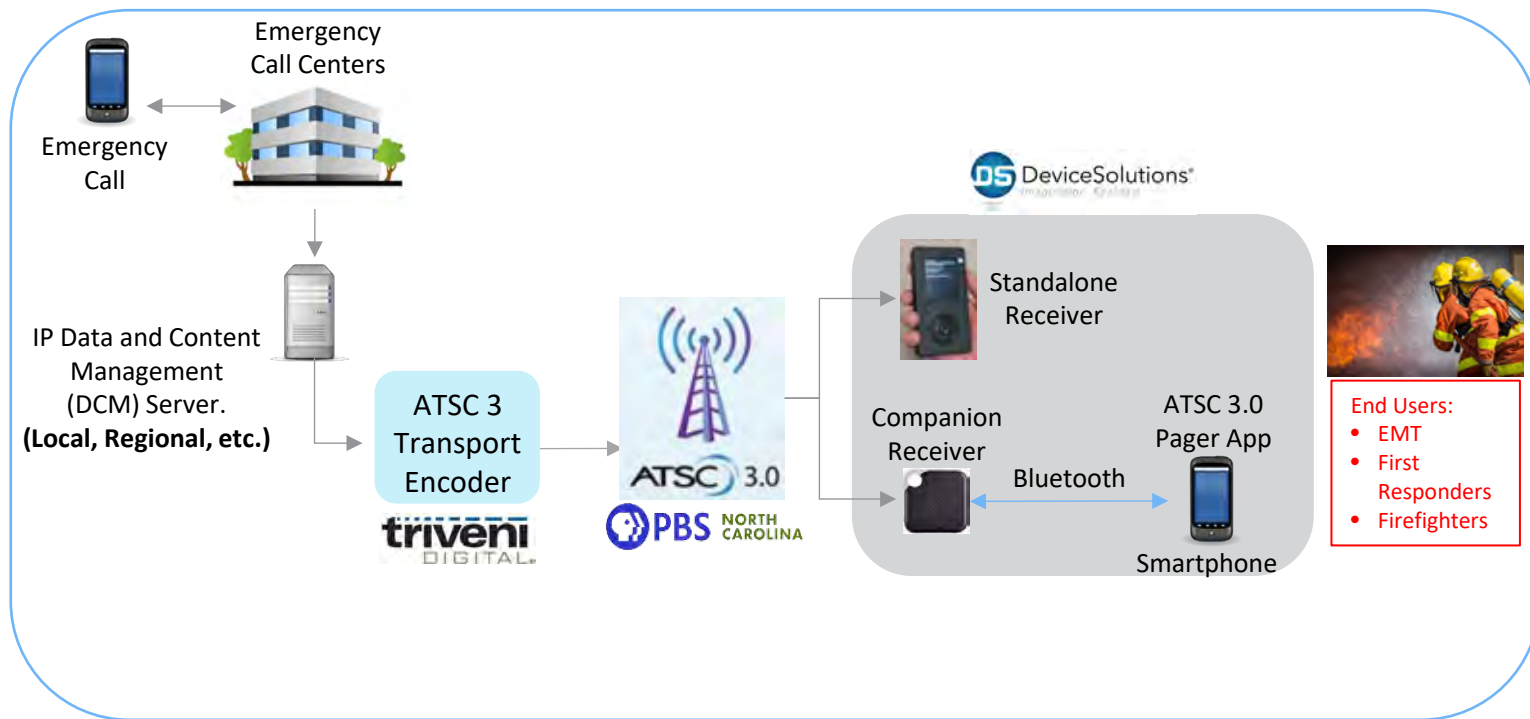 Emergency
Call Centers
Emergency
Call
DS DeviceSolutions®
Standalone
Receiver
IP Data and Content
Management
(DCM) Server.
(Local, Regional, etc.)
ATSC 3
Transport
Encoder
triveni
DIGITAL
ATSC 3.0
PBS NORTH
CAROLINA
Companion
Receiver
Bluetooth
ATSC 3.0
Pager App
Smartphone
End Users:
• EMT
• First
Responders
• Firefighters